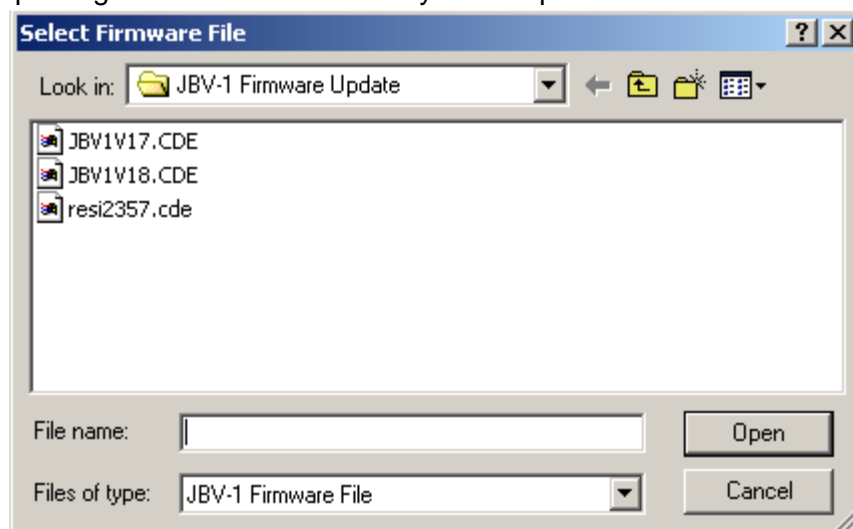 Select Firmware File
Look in: JBV-1 Firmware Update
JBV1V17.CDE
JBV1V18.CDE
resi2357.cde
File name: Open
Files of type: JBV-1 Firmware File Cancel